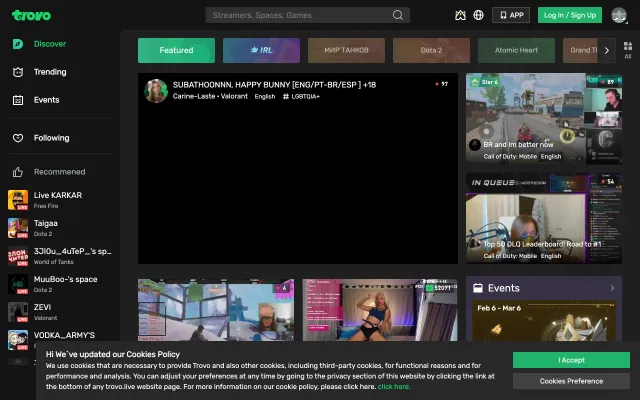 trovo
Streamers, Spaces, Games
APP
Log In / Sign Up
Discover
Trending
Events
Following
Recommened
Live KARKAR
Free Fire
LIVE
Taigaa
Dota 2
3JI0u_4uTeP_'s sp...
World of Tanks
MuuBoo-'s space
Dota 2
ZEVI
Valorant
VODKA_ARMY'S
Featured
IRL
МИР ТАНКОВ
Dota 2
Atomic Heart
Grand T
All
SUBATHOONNN, HAPPY BUNNY [ENG/PT-BR/ESP ] +18
97
Carine-Laste • Valorant English # LGBTQIA+
Star 6
89
BR and Im better now
Call of Duty: Mobile English
IN QUEUE
54
Top 50 DLQ Leaderboard! Road to #1
Call of Duty: Mobile English
4
52071
Events
Feb 6 - Mar 6
Hi We`ve updated our Cookies Policy
We use cookies that are necessary to provide Trovo and also other cookies, including third-party cookies, for functional reasons and for
performance and analysis. You can adjust your preferences at any time by going to the privacy section of this website by clicking the link at
the bottom of any trovo.live website page. For more information on our cookie policy, please click here. click here.
I Accept
Cookies Preference